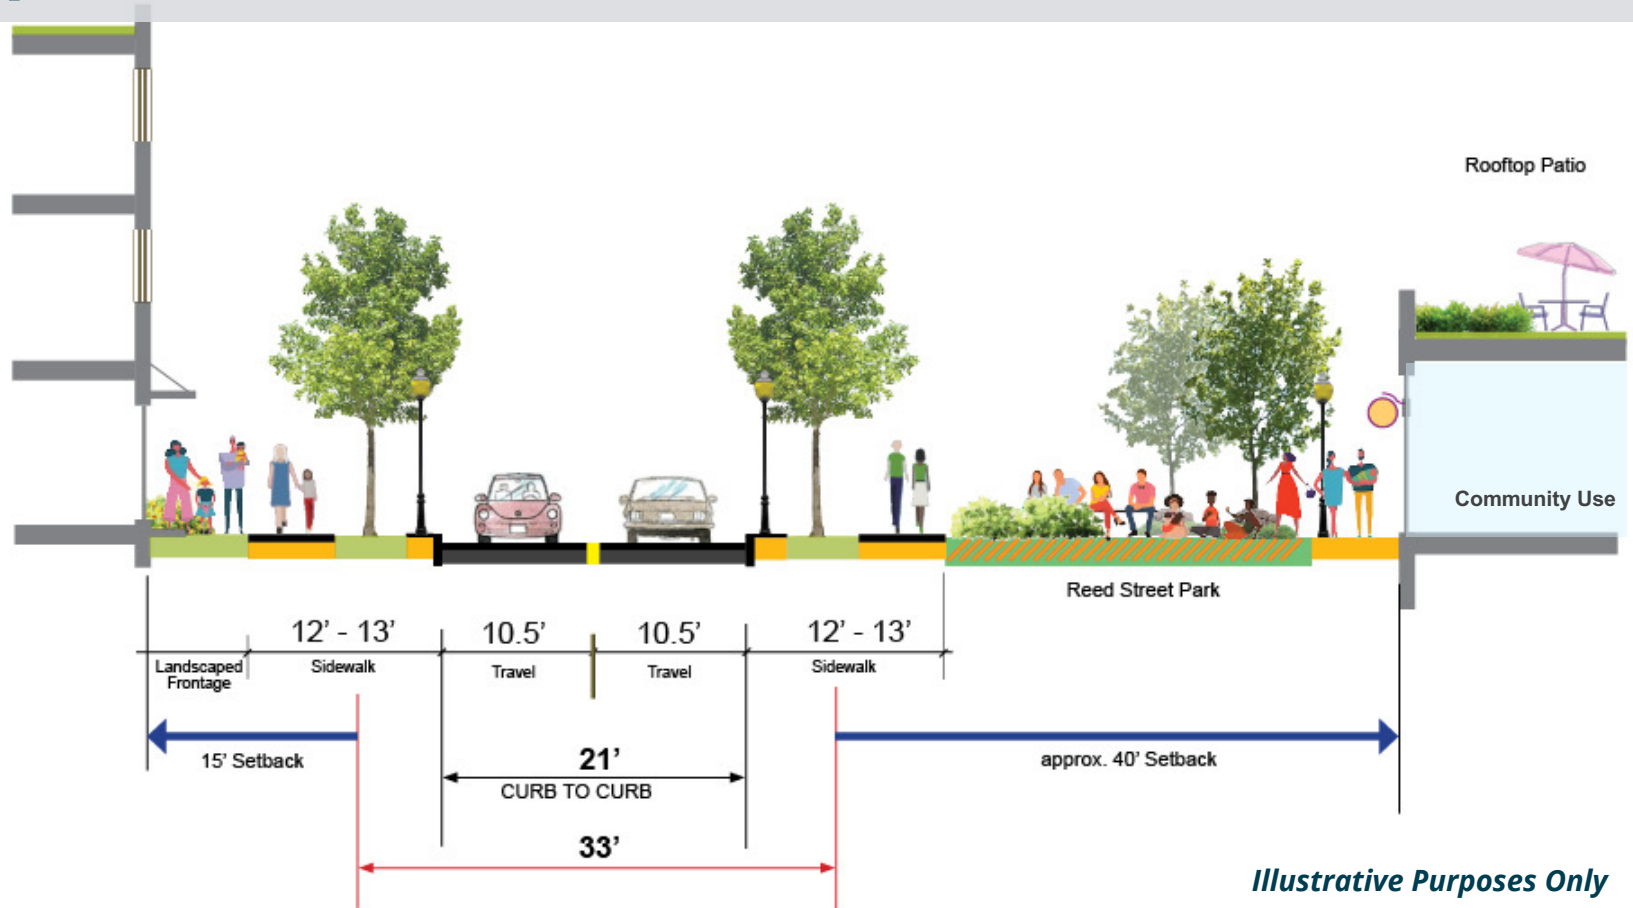 Rooftop Patio
Community Use
Reed Street Park
12’ - 13’
10.5’
10.5’
12’ - 13’
Landscaped
Frontage
Sidewalk
Travel
Travel
Sidewalk
15’ Setback
21’
CURB TO CURB
approx. 40’ Setback
33’
Illustrative Purposes Only